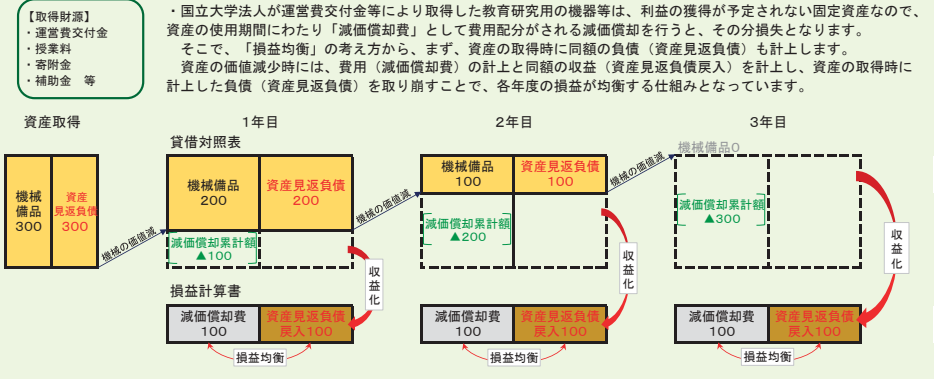 【取得財源】
・運営費交付金
・授業料
・寄附金
・補助金　等
・国立大学法人が運営費交付金等により取得した教育研究用の機器等は、利益の獲得が予定されない固定資産なので、
資産の使用期間にわたり「減価償却費」として費用配分がされる減価償却を行うと、その分損失となります。
そこで、「損益均衡」の考え方から、まず、資産の取得時に同額の負債（資産見返負債）も計上します。
資産の価値減少時には、費用（減価償却費）の計上と同額の収益（資産見返負債戻入）を計上し、資産の取得時に
計上した負債（資産見返負債）を取り崩すことで、各年度の損益が均衡する仕組みとなっています。
資産取得
機械
備品
300
資産
見返負債
300
機械の価値減
1年目
貸借対照表
機械備品
200
資産見返負債
200
減価償却累計額
▲100
収益化
損益計算書
減価償却費
100
資産見返負債
戻入100
損益均衡
機械の価値減
2年目
機械備品
100
資産見返負債
100
減価償却累計額
▲200
収益化
減価償却費
100
資産見返負債
戻入100
損益均衡
機械の価値減
3年目
機械備品0
減価償却累計額
▲300
収益化
減価償却費
100
資産見返負債
戻入100
損益均衡